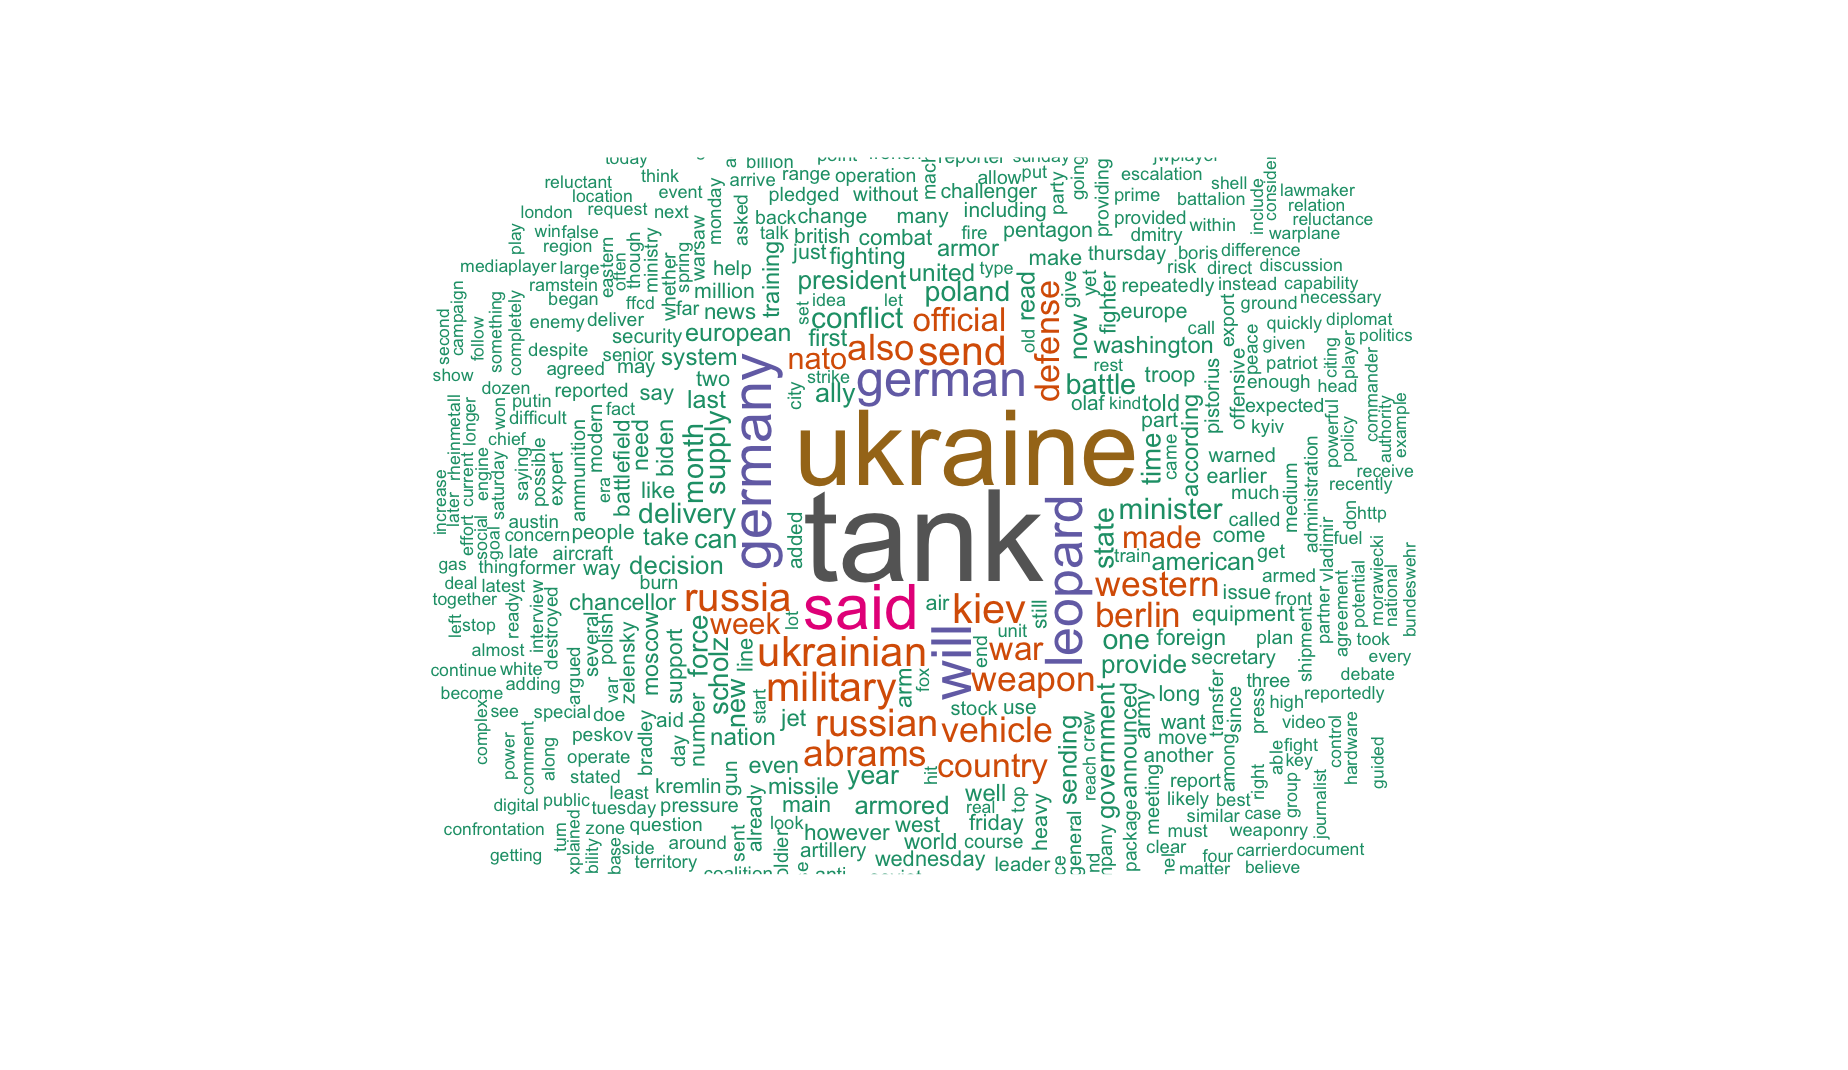 today
a
billion
point
french
reporter
sunday
jwplayer
reluctant
think
location
event
monday
arrive
range
operation
pledged
without
allow
put
challenger
party
going
providing
escalation
prime
battalion
shell
include
consider
lawmaker
relation
reluctance
warplane
london
request
next
play
win
false
region
asked
back
change
many
including
talk
british
combat
fire
pentagon
provided
within
dmitry
mediaplayer
large
eastern
often
though
ministry
spring
warsaw
help
training
just
fighting
armor
make
thursday
boris
difference
ramstein
began
ffcd
whether
far
million
news
president
united
type
read
give
yet
repeatedly
risk
direct
instead
discussion
capability
second
campaign
follow
something
completely
enemy
deliver
security
european
set
idea
let
poland
conflict
official
first
old
defense
now
fighter
europe
call
export
ground
necessary
quickly
diplomat
politics
show
despite
agreed
senior
may
system
nato
also
send
washington
given
peace
patriot
citing
player
dozen
putin
reported
say
two
germany
city
strike
ally
german
rest
battle
troop
offensive
enough
head
commander
rheinmetall
longer
won
difficult
fact
last
olaf
kind
told
pistorius
expected
powerful
policy
authority
example
chief
modern
battlefield
need
biden
month
supply
ukraine
part
time
came
according
kyiv
warned
increase
later
current
engine
saturday
saying
possible
expert
ammunition
era
like
earlier
much
medium
administration
receive
recently
effort
social
goal
austin
concern
people
delivery
take
can
added
tank
leopard
state
minister
called
come
don
http
late
aircraft
made
get
vladimir
fuel
gas
thing
former
way
decision
train
american
deal
latest
burn
western
issue
armed
partner
agreement
potential
morawiecki
national
bundeswehr
together
ready
interview
destroyed
chancellor
russia
said
air
kiev
still
berlin
equipment
front
left
stop
several
polish
zelensky
moscow
support
force
week
lot
unit
one
foreign
plan
shipment
took
almost
argued
scholz
line
ukrainian
will
end
war
provide
secretary
every
continue
white
adding
var
new
start
military
arm
fox
weapon
three
debate
become
see
special
doe
aid
number
jet
stock
use
government
announced
army
long
transfer
since
press
high
reportedly
complex
power
comment
along
peskov
operate
bradley
day
nation
russian
vehicle
sending
reach
crew
want
move
another
among
video
able
fight
key
control
hardware
guided
stated
least
kremlin
gun
even
abrams
hit
country
report
right
group
journalist
digital
public
tuesday
pressure
already
missile
year
main
armored
well
real
top
heavy
general
package
meeting
likely
best
similar
case
confrontation
turn
zone
question
sent
look
however
west
friday
must
weaponry
getting
base
side
around
territory
artillery
world
course
wednesday
leader
clear
four
carrier
document
matter
believe
coalition
anti
soviet